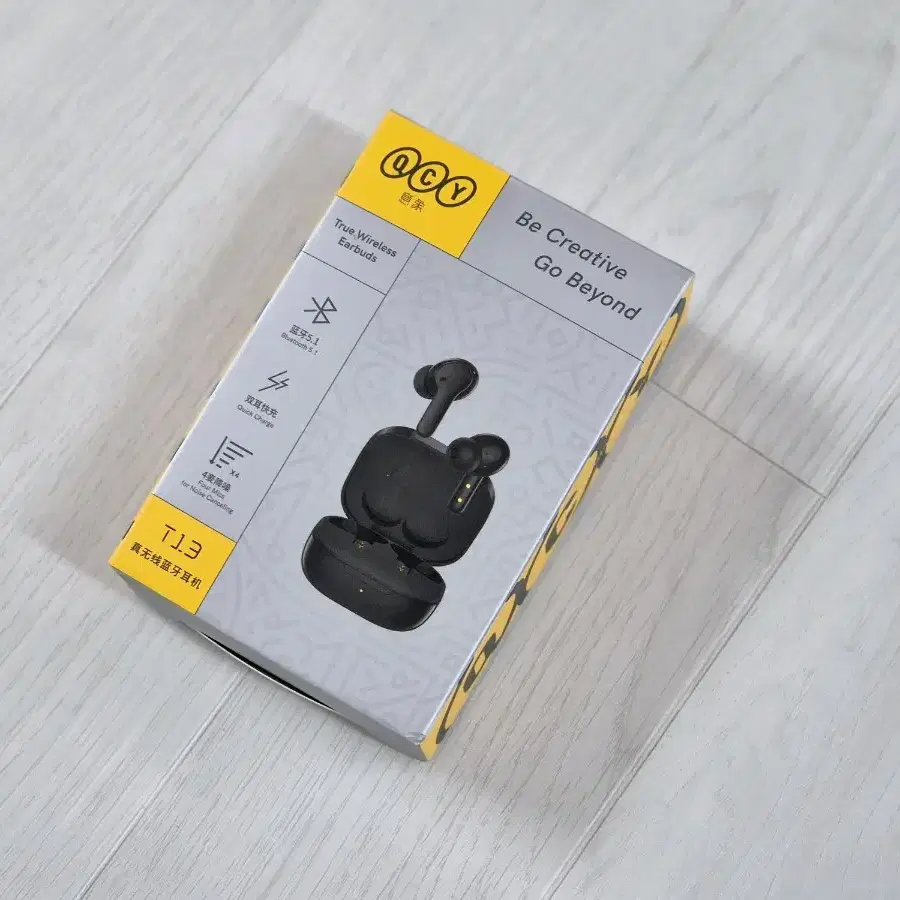 QCY
意象
Be Creative
Go Beyond
True Wireless
Earbuds
蓝牙5.1
Bluetooth 5.1
双耳快充
Quick Charge
X4
4麦降噪
Four Mics
for Noise Canceling
T13
真无线蓝牙耳机